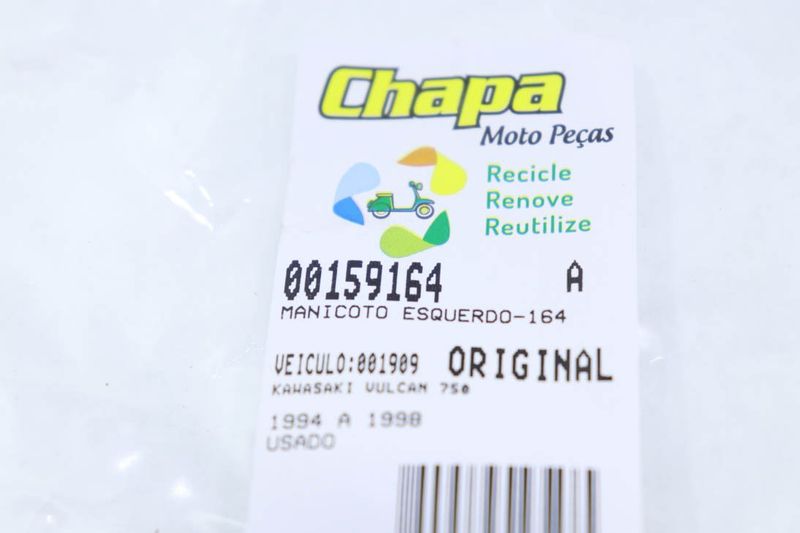 Chapa
Moto Peças
Recicle
Renove
Reutilize
00159164 A
MANICOTO ESQUERDO-164
VEICULO:001909 ORIGINAL
KAWASAKI VULCAN 750
1994 A 1998
USADO